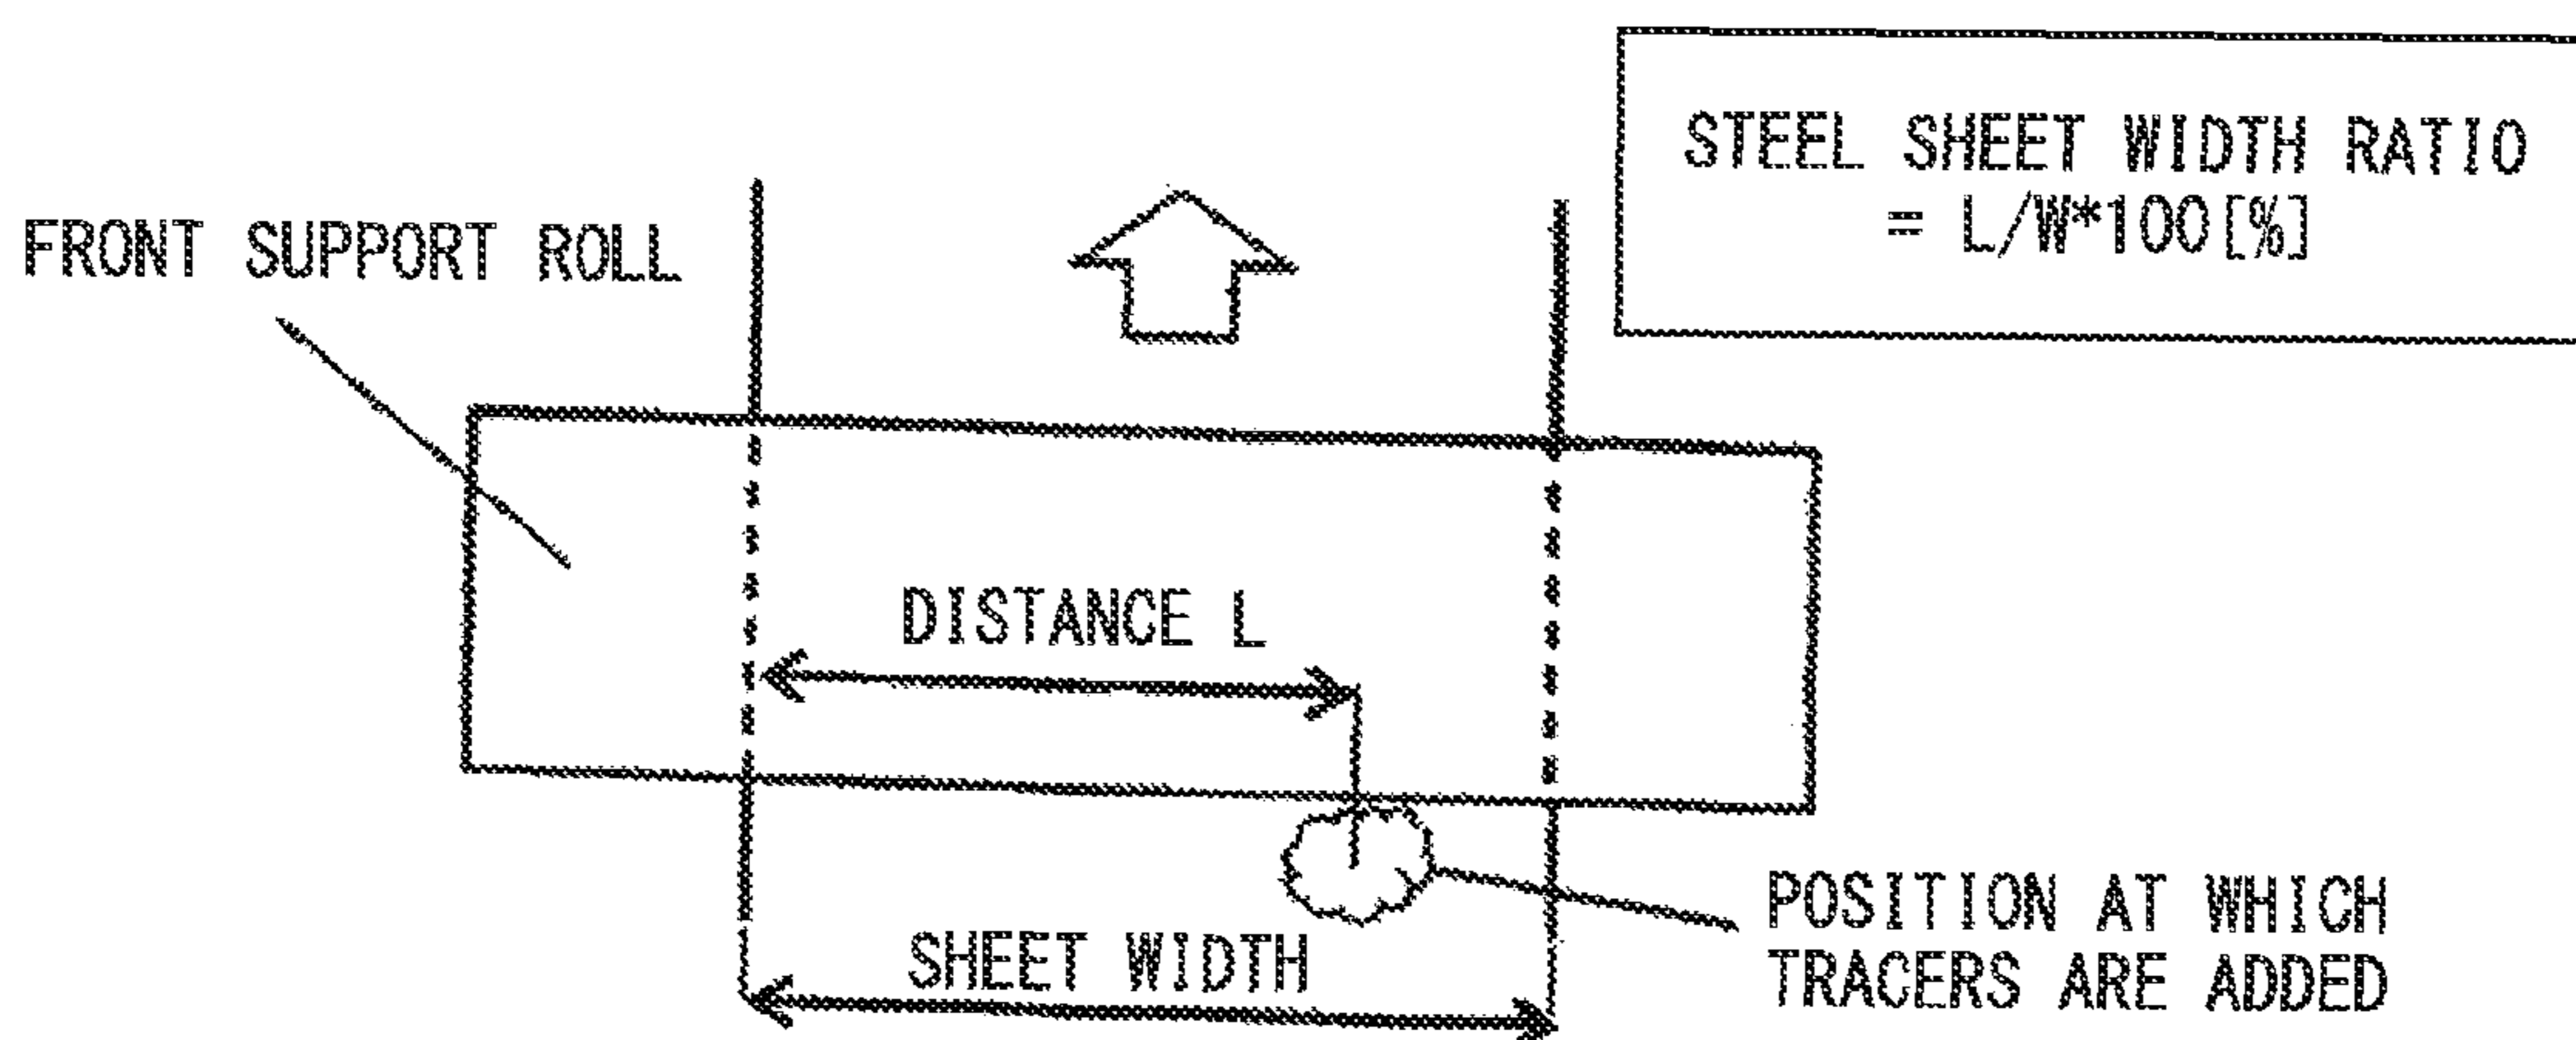 STEEL SHEET WIDTH RATIO
= L/W*100[%]
FRONT SUPPORT ROLL
DISTANCE L
SHEET WIDTH
POSITION AT WHICH
TRACERS ARE ADDED